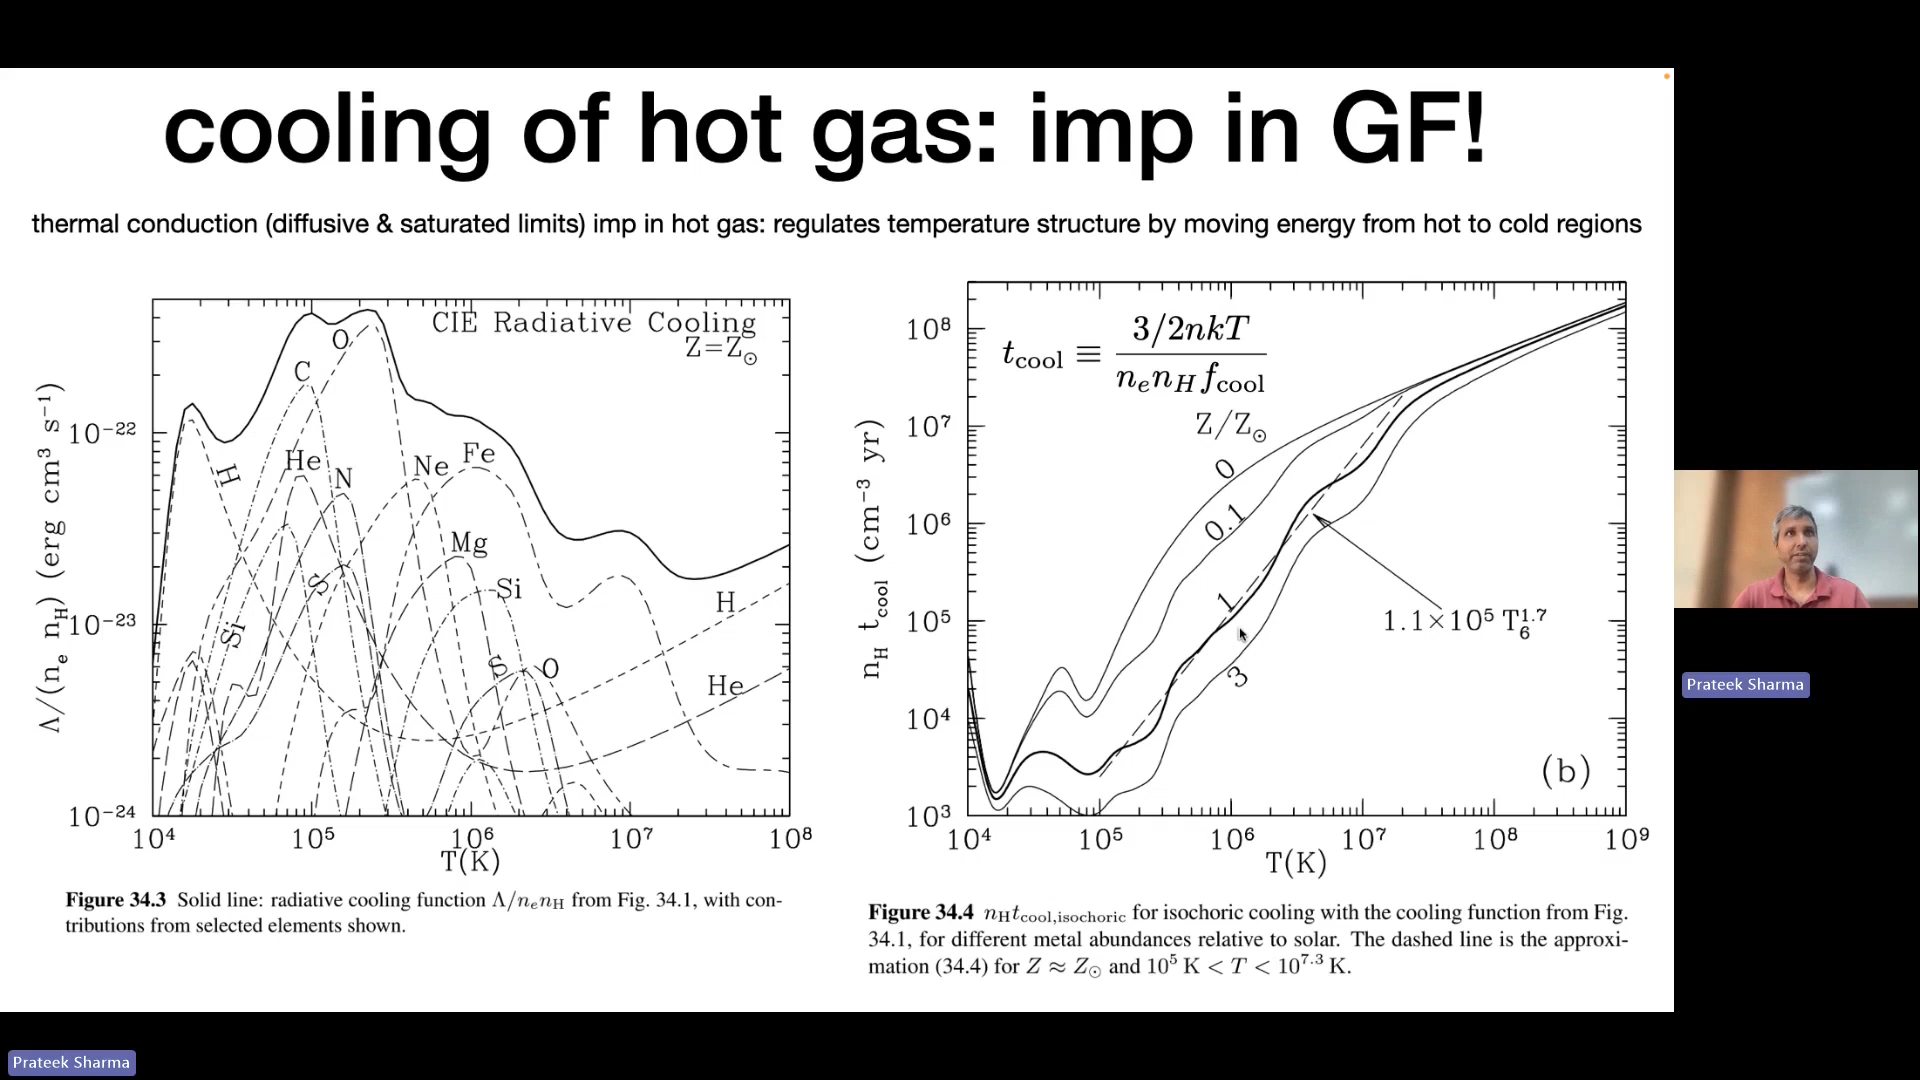 cooling of hot gas: imp in GF!
thermal conduction (diffusive & saturated limits) imp in hot gas: regulates temperature structure by moving energy from hot to cold regions
CIE Radiative Cooling
Z=Z⊙
Λ/(nₑ n_H) (erg cm³ s⁻¹)
10⁻²²
10⁻²³
10⁻²⁴
O
C
H
He
N
Ne
Fe
Mg
Si
S
Si
S
O
H
He
10⁴ 10⁵ 10⁶ 10⁷ 10⁸
T(K)
Figure 34.3 Solid line: radiative cooling function Λ/nₑn_H from Fig. 34.1, with con-
tributions from selected elements shown.
t_cool ≡ 3/2nkT / nₑn_H f_cool
Z/Z⊙
n_H t_cool (cm⁻³ yr)
10⁸
10⁷
10⁶
10⁵
10⁴
10³
0
0.1
1
3
1.1×10⁵ T₆^1.7
(b)
10⁴ 10⁵ 10⁶ 10⁷ 10⁸ 10⁹
T(K)
Figure 34.4 n_H t_cool,isochoric for isochoric cooling with the cooling function from Fig.
34.1, for different metal abundances relative to solar. The dashed line is the approxi-
mation (34.4) for Z ≈ Z⊙ and 10⁵ K < T < 10^7.3 K.
Prateek Sharma
Prateek Sharma